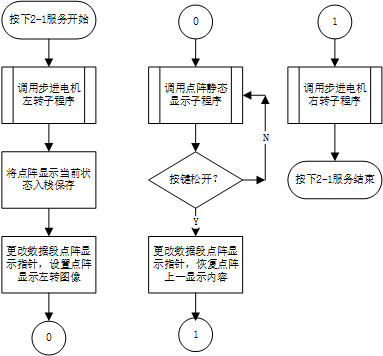 按下2-1服务开始
调用步进电机
左转子程序
将点阵显示当前状
态入栈保存
更改数据段点阵显
示指针，设置点阵
显示左转图像
0
0
调用点阵静态
显示子程序
N
按键松开？
Y
更改数据段点阵显
示指针，恢复点阵
上一显示内容
1
1
调用步进电机
右转子程序
按下2-1服务结束